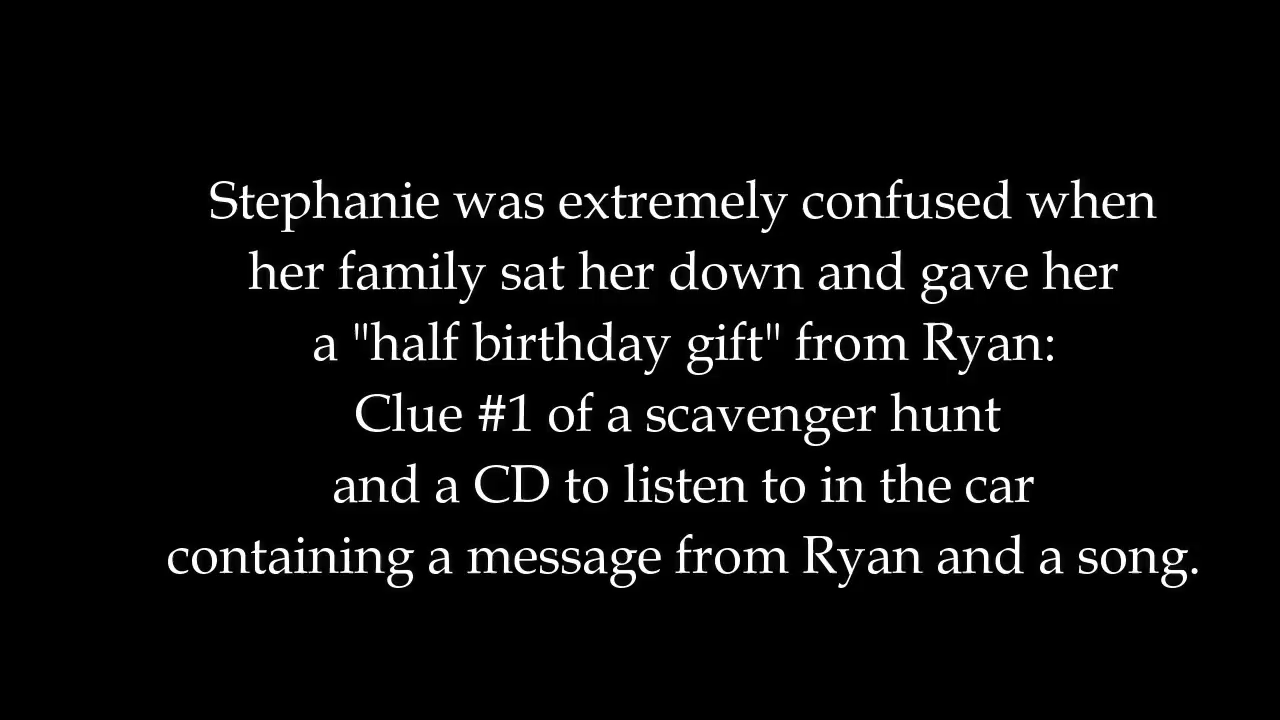 Stephanie was extremely confused when
her family sat her down and gave her
a "half birthday gift" from Ryan:
Clue #1 of a scavenger hunt
and a CD to listen to in the car
containing a message from Ryan and a song.